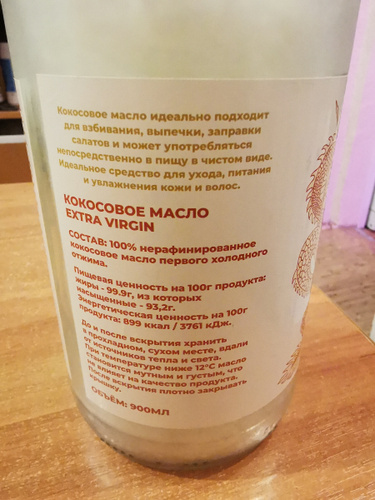 Кокосовое масло идеально подходит
для взбивания, выпечки, заправки
салатов и может употребляться
непосредственно в пищу в чистом виде.
Идеальное средство для ухода, питания
и увлажнения кожи и волос.
КОКОСОВОЕ МАСЛО
EXTRA VIRGIN
СОСТАВ: 100% нерафинированное
кокосовое масло первого холодного
отжима.
Пищевая ценность на 100г продукта:
жиры - 99.9г, из которых
насыщенные - 93,2г.
Энергетическая ценность на 100г
продукта: 899 ккал / 3761 кДж.
До и после вскрытия хранить
в прохладном, сухом месте, вдали
от источников тепла и света.
При температуре ниже 12°C масло
становится мутным и густым, что
не влияет на качество продукта.
После вскрытия плотно закрывать
крышку.
ОБЪЁМ: 900МЛ